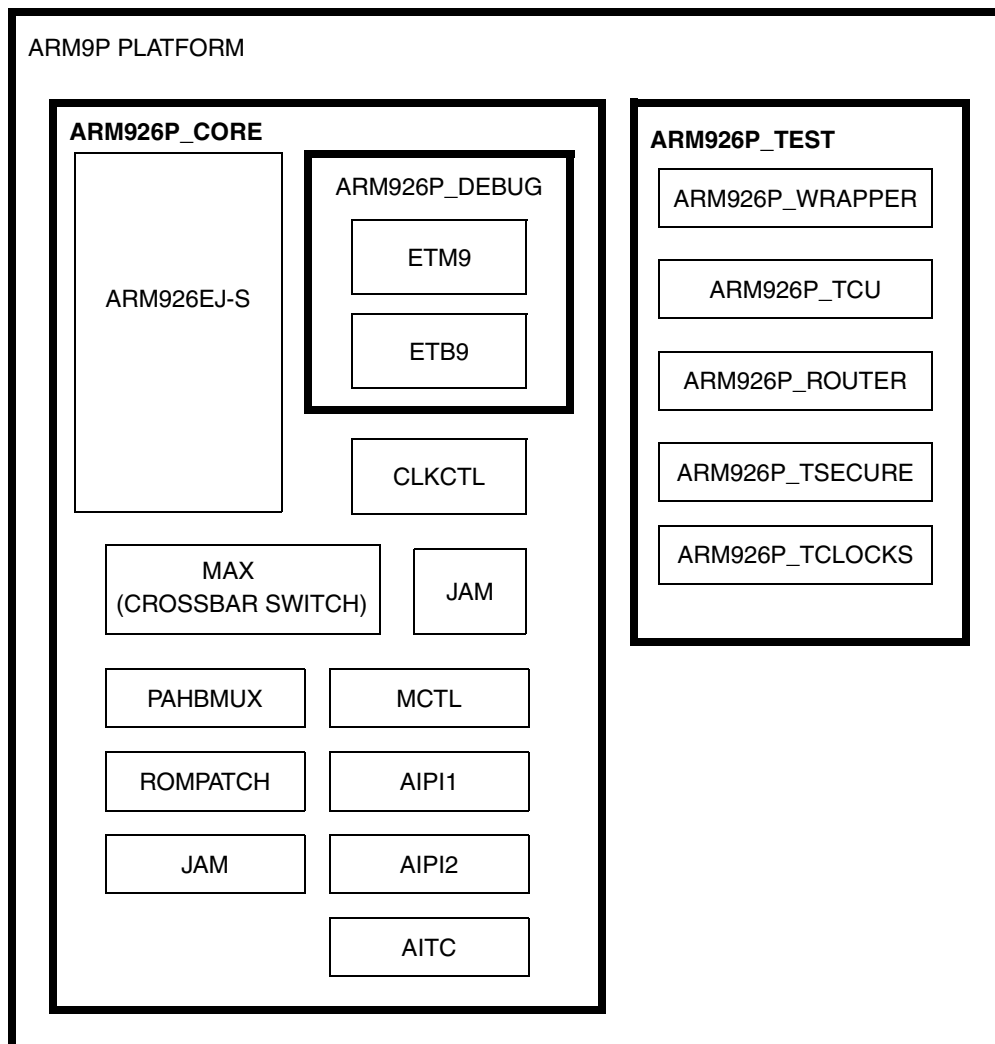 ARM9P PLATFORM
ARM926P_CORE
ARM926EJ-S
ARM926P_DEBUG
ETM9
ETB9
CLKCTL
MAX
(CROSSBAR SWITCH)
JAM
PAHBMUX
MCTL
ROMPATCH
AIPI1
JAM
AIPI2
AITC
ARM926P_TEST
ARM926P_WRAPPER
ARM926P_TCU
ARM926P_ROUTER
ARM926P_TSECURE
ARM926P_TCLOCKS